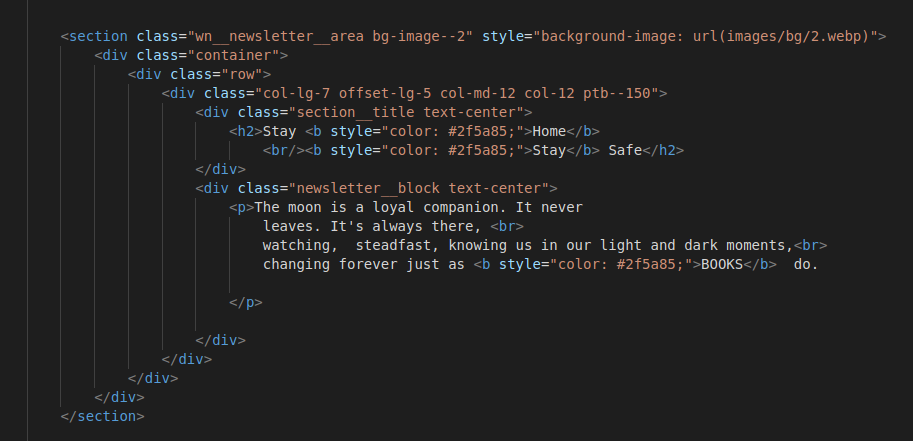 <section class="wn__newsletter__area bg-image--2" style="background-image: url(images/bg/2.webp)">
<div class="container">
<div class="row">
<div class="col-lg-7 offset-lg-5 col-md-12 col-12 ptb--150">
<div class="section__title text-center">
<h2>Stay <b style="color: #2f5a85;">Home</b>
<br/><b style="color: #2f5a85;">Stay</b> Safe</h2>
</div>
<div class="newsletter__block text-center">
<p>The moon is a loyal companion. It never
leaves. It's always there, <br>
watching,  steadfast, knowing us in our light and dark moments,<br>
changing forever just as <b style="color: #2f5a85;">BOOKS</b>  do.
</p>
</div>
</div>
</div>
</div>
</section>